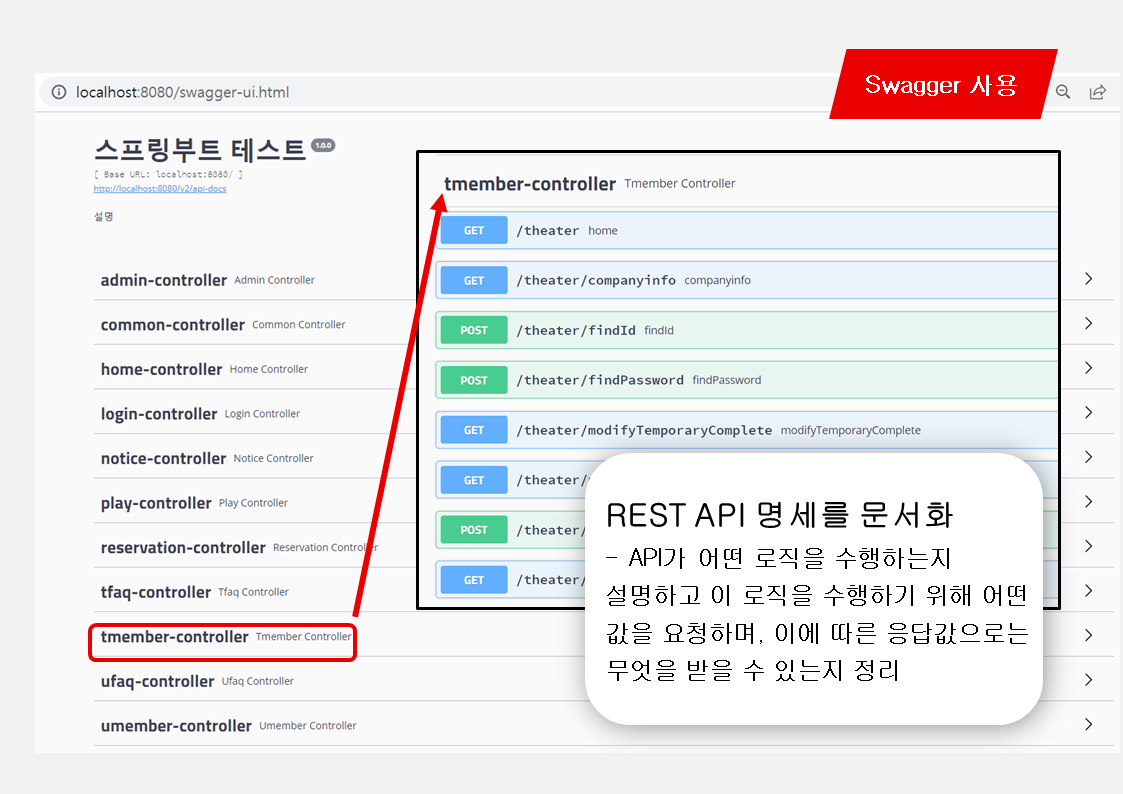 Swagger 사용
localhost:8080/swagger-ui.html
스프링부트 테스트 1.0.0
[ Base URL: localhost:8080/ ]
http://localhost:8080/v2/api-docs
설명
admin-controller Admin Controller
common-controller Common Controller
home-controller Home Controller
login-controller Login Controller
notice-controller Notice Controller
play-controller Play Controller
reservation-controller Reservation Controller
tfaq-controller Tfaq Controller
tmember-controller Tmember Controller
ufaq-controller Ufaq Controller
umember-controller Umember Controller
tmember-controller Tmember Controller
GET /theater home
GET /theater/companyinfo companyinfo
POST /theater/findId findId
POST /theater/findPassword findPassword
GET /theater/modifyTemporaryComplete modifyTemporaryComplete
GET /theater/
POST /theater/
GET /theater/
REST API 명세를 문서화
- API가 어떤 로직을 수행하는지
설명하고 이 로직을 수행하기 위해 어떤
값을 요청하며, 이에 따른 응답값으로는
무엇을 받을 수 있는지 정리